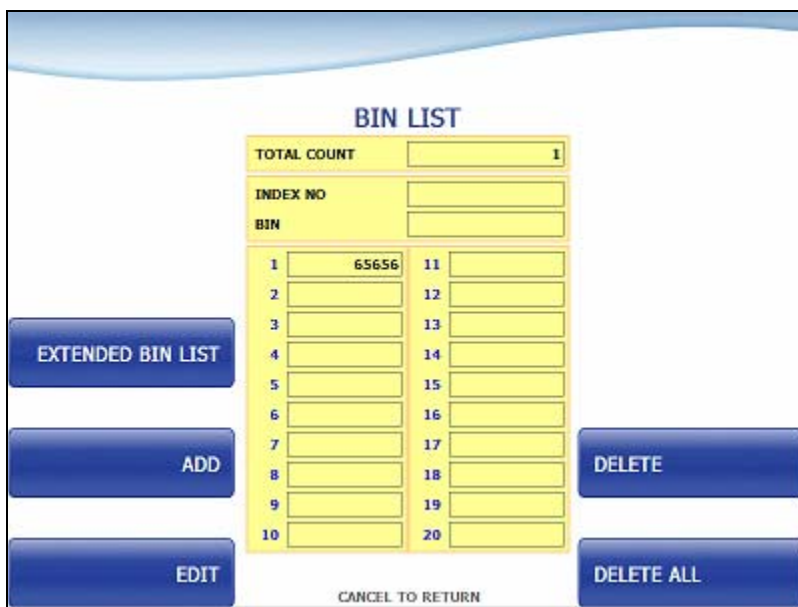 BIN LIST
TOTAL COUNT 1
INDEX NO
BIN
1 65656 11
2 12
3 13
EXTENDED BIN LIST 4 14
5 15
6 16
ADD 7 17 DELETE
8 18
9 19
10 20
EDIT DELETE ALL
CANCEL TO RETURN